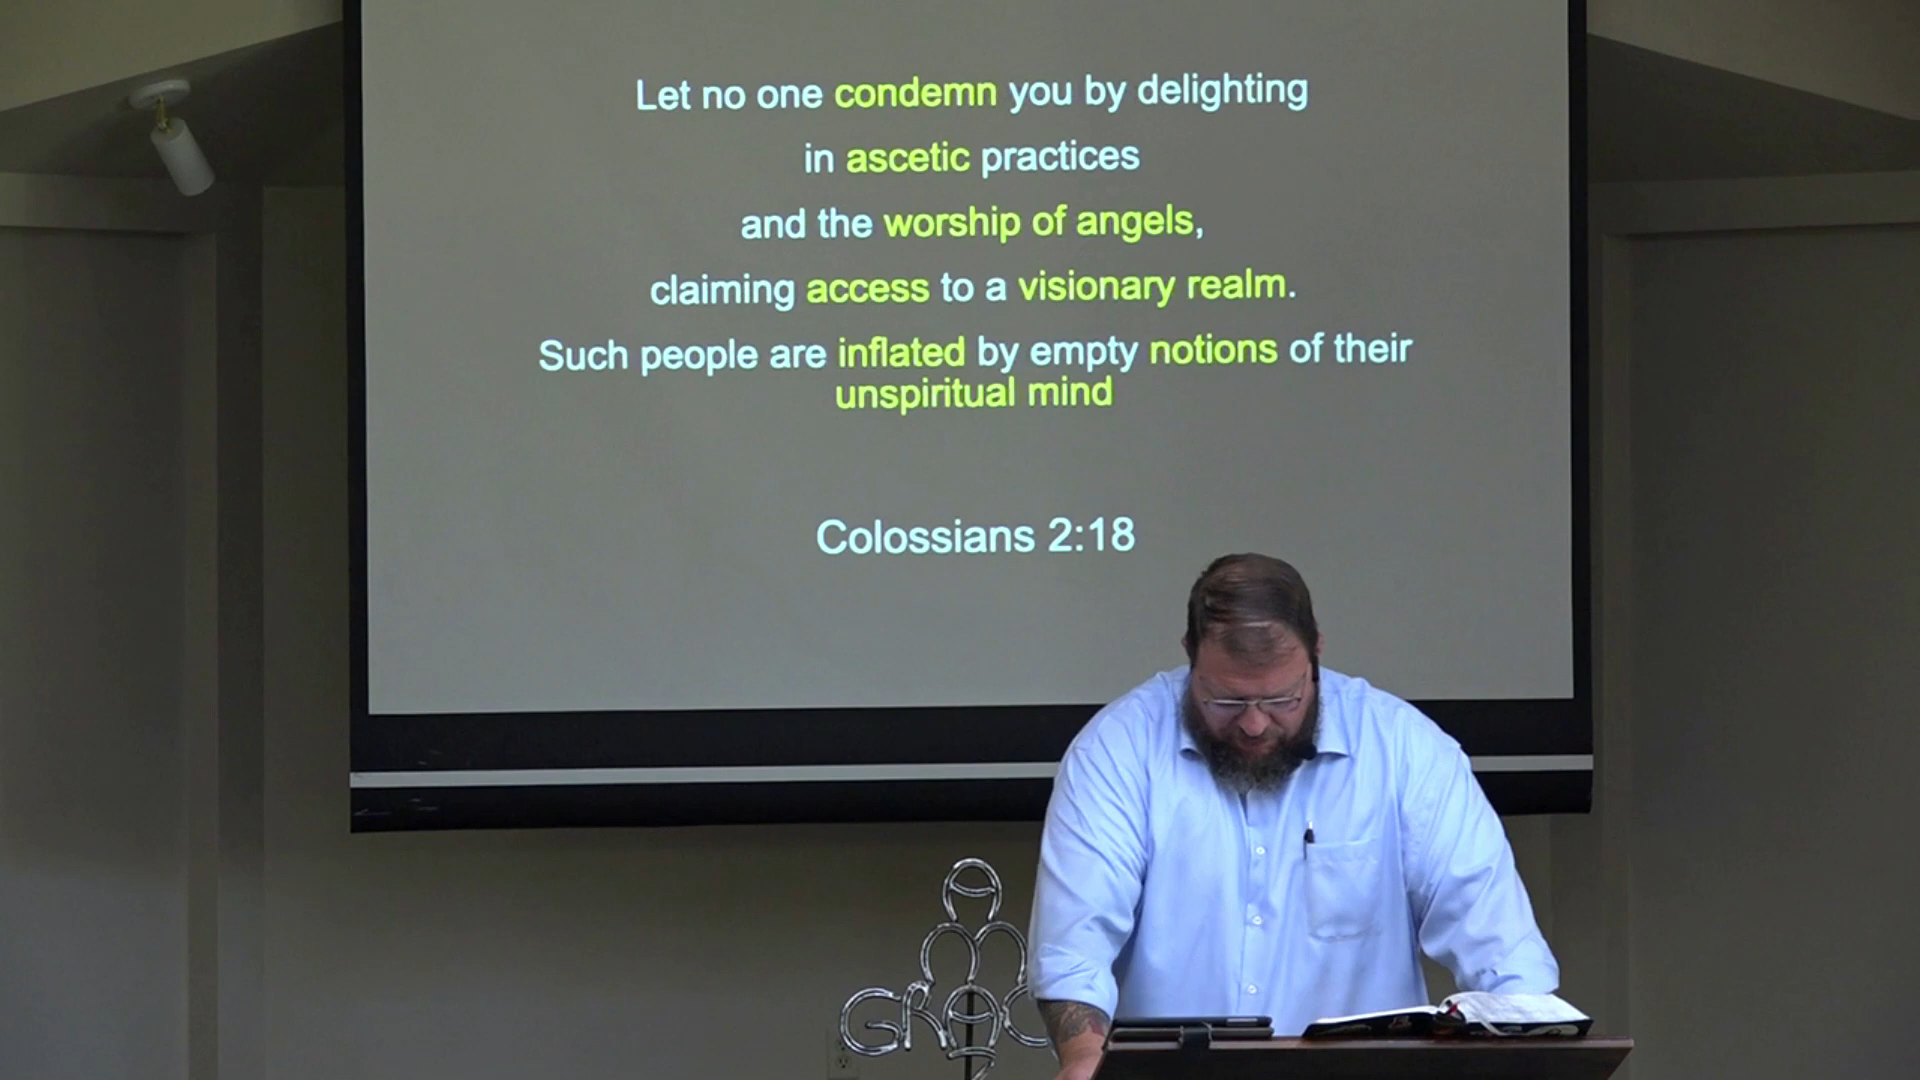 Let no one condemn you by delighting
in ascetic practices
and the worship of angels,
claiming access to a visionary realm.
Such people are inflated by empty notions of their
unspiritual mind
Colossians 2:18
GRAC